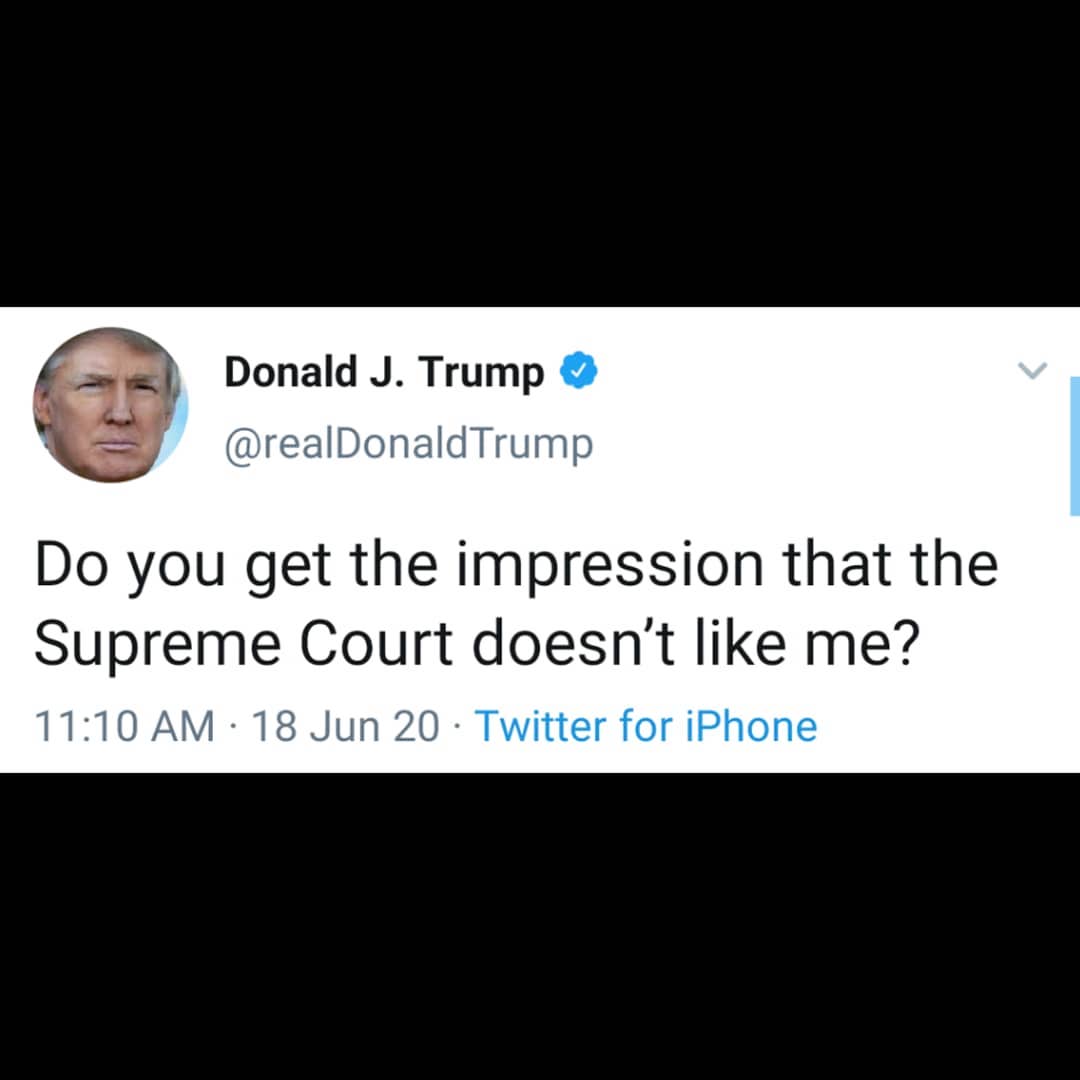 Donald J. Trump
@realDonaldTrump
Do you get the impression that the
Supreme Court doesn’t like me?
11:10 AM · 18 Jun 20 · Twitter for iPhone